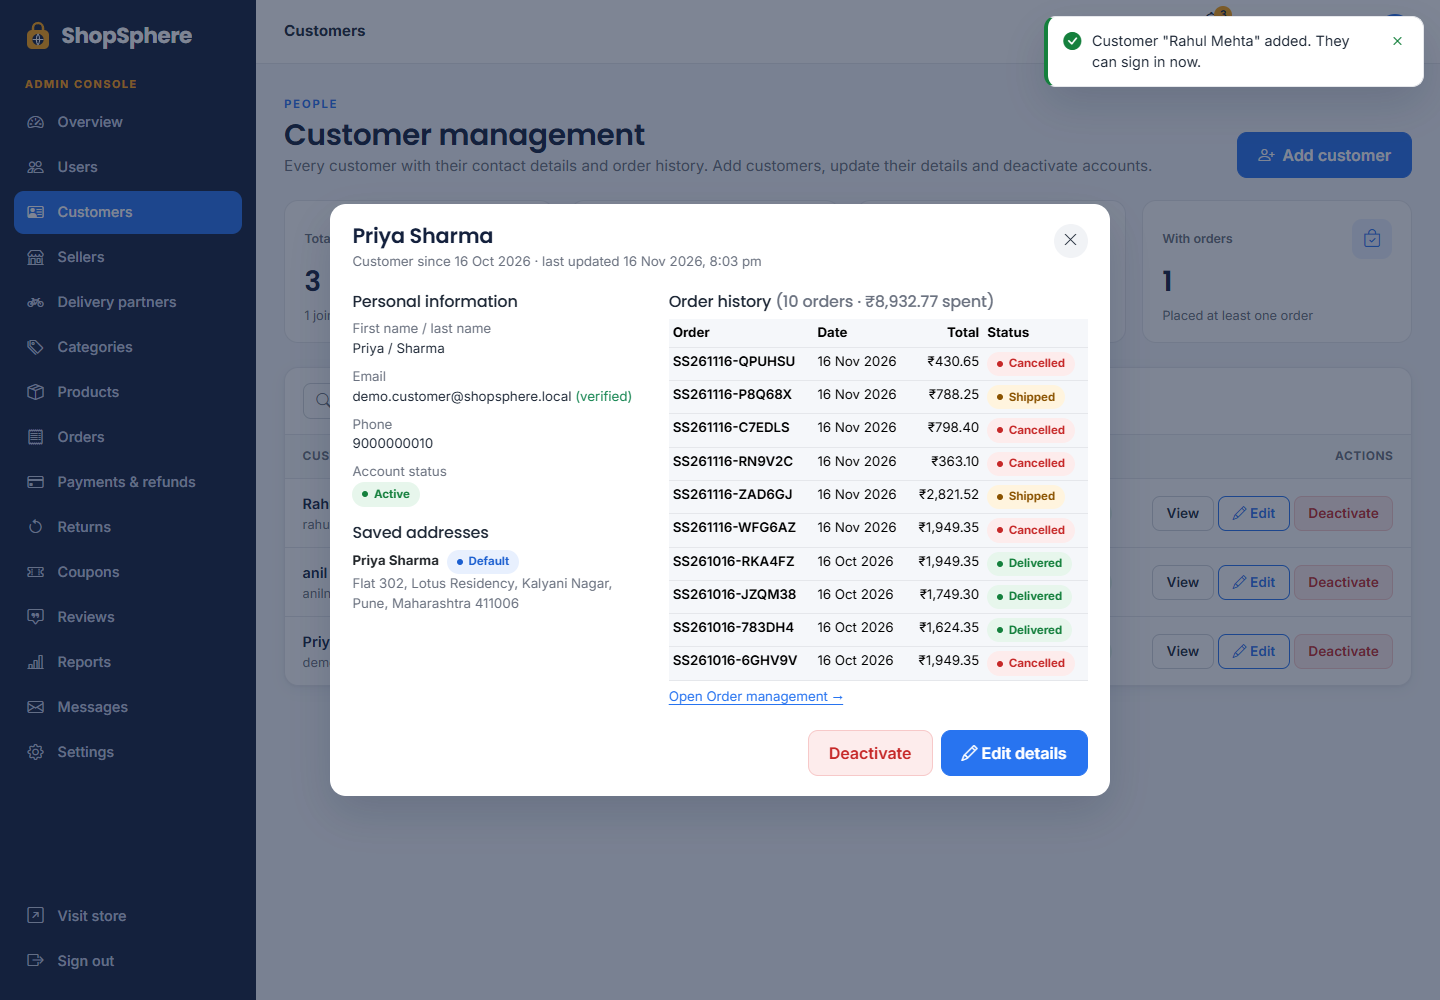 ShopSphere
ADMIN CONSOLE
Overview
Users
Customers
Sellers
Delivery partners
Categories
Products
Orders
Payments & refunds
Returns
Coupons
Reviews
Reports
Messages
Settings
Visit store
Sign out
Customers
3
Customer "Rahul Mehta" added. They
can sign in now.
PEOPLE
Customer management
Every customer with their contact details and order history. Add customers, update their details and deactivate accounts.
Add customer
3
With orders
1
Placed at least one order
ACTIONS
anil
View Edit Deactivate
View Edit Deactivate
View Edit Deactivate
Priya Sharma
Customer since 16 Oct 2026 · last updated 16 Nov 2026, 8:03 pm
Personal information
First name / last name
Priya / Sharma
Email
demo.customer@shopsphere.local (verified)
Phone
9000000010
Account status
Active
Saved addresses
Priya Sharma Default
Flat 302, Lotus Residency, Kalyani Nagar,
Pune, Maharashtra 411006
Order history (10 orders · ₹8,932.77 spent)
Order Date Total Status
SS261116-QPUHSU 16 Nov 2026 ₹430.65 Cancelled
SS261116-P8Q68X 16 Nov 2026 ₹788.25 Shipped
SS261116-C7EDLS 16 Nov 2026 ₹798.40 Cancelled
SS261116-RN9V2C 16 Nov 2026 ₹363.10 Cancelled
SS261116-ZAD6GJ 16 Nov 2026 ₹2,821.52 Shipped
SS261116-WFG6AZ 16 Nov 2026 ₹1,949.35 Cancelled
SS261016-RKA4FZ 16 Oct 2026 ₹1,949.35 Delivered
SS261016-JZQM38 16 Oct 2026 ₹1,749.30 Delivered
SS261016-783DH4 16 Oct 2026 ₹1,624.35 Delivered
SS261016-6GHV9V 16 Oct 2026 ₹1,949.35 Cancelled
Open Order management →
Deactivate
Edit details